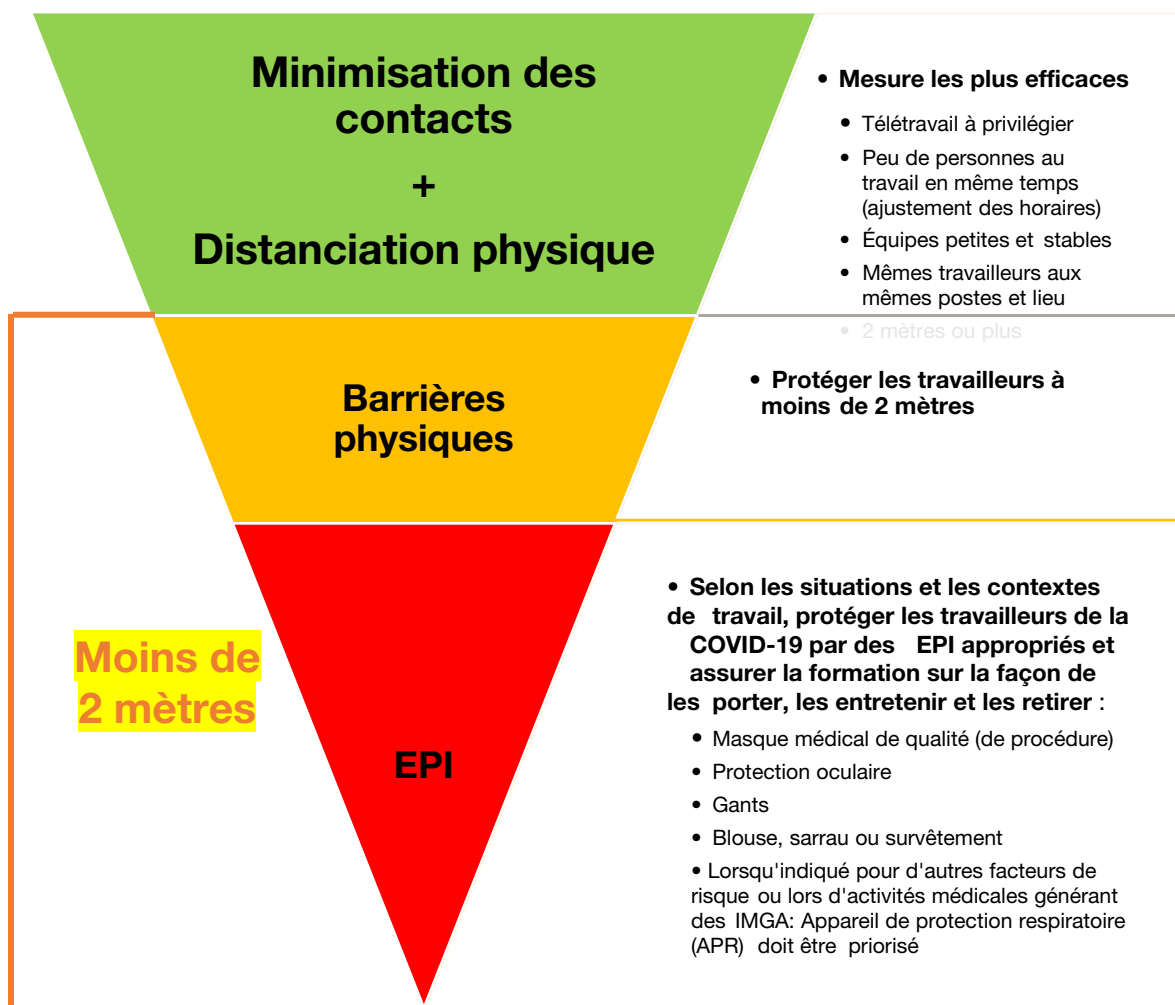 Minimisation des
contacts
+
Distanciation physique
• Mesure les plus efficaces
• Télétravail à privilégier
• Peu de personnes au
travail en même temps
(ajustement des horaires)
• Équipes petites et stables
• Mêmes travailleurs aux
mêmes postes et lieu
• 2 mètres ou plus
Barrières
physiques
• Protéger les travailleurs à
moins de 2 mètres
Moins de
2 mètres
EPI
• Selon les situations et les contextes
de travail, protéger les travailleurs de la
COVID-19 par des EPI appropriés et
assurer la formation sur la façon de
les porter, les entretenir et les retirer :
• Masque médical de qualité (de procédure)
• Protection oculaire
• Gants
• Blouse, sarrau ou survêtement
• Lorsqu'indiqué pour d'autres facteurs de
risque ou lors d'activités médicales générant
des IMGA: Appareil de protection respiratoire
(APR) doit être priorisé